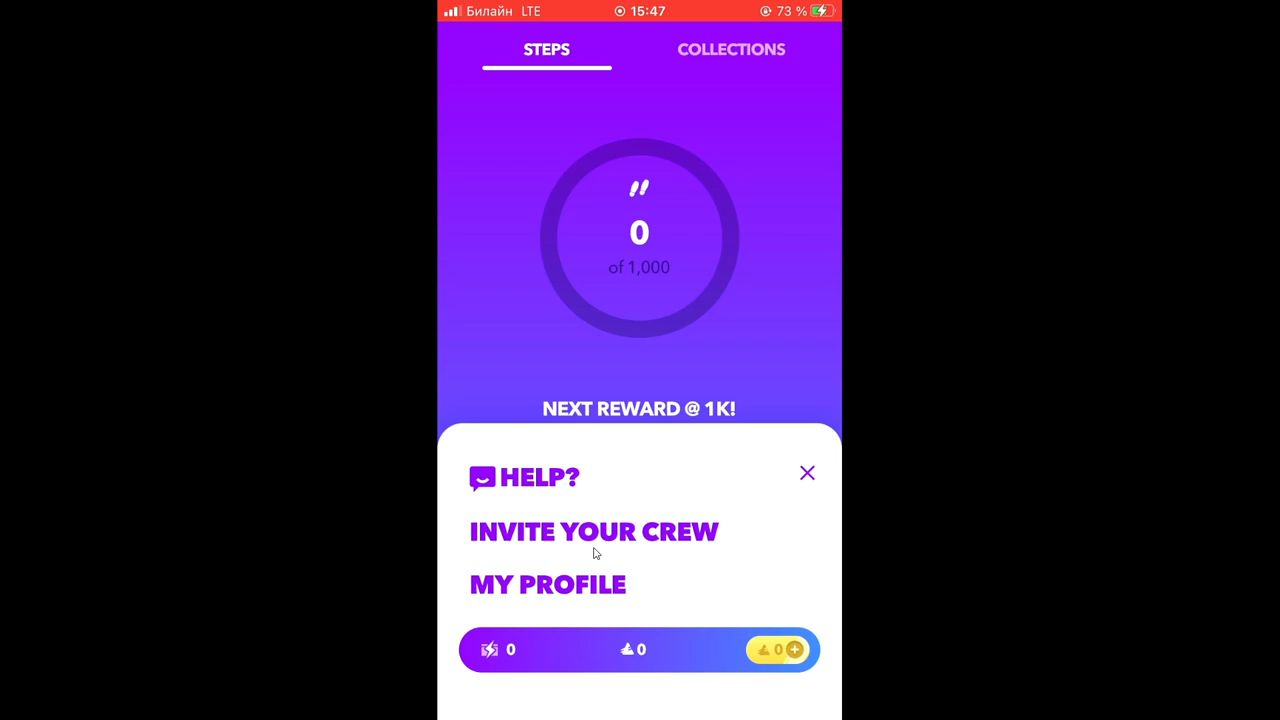 Билайн LTE 15:47 73 %
STEPS COLLECTIONS
0
of 1,000
NEXT REWARD @ 1K!
HELP?
INVITE YOUR CREW
MY PROFILE
0 0 0